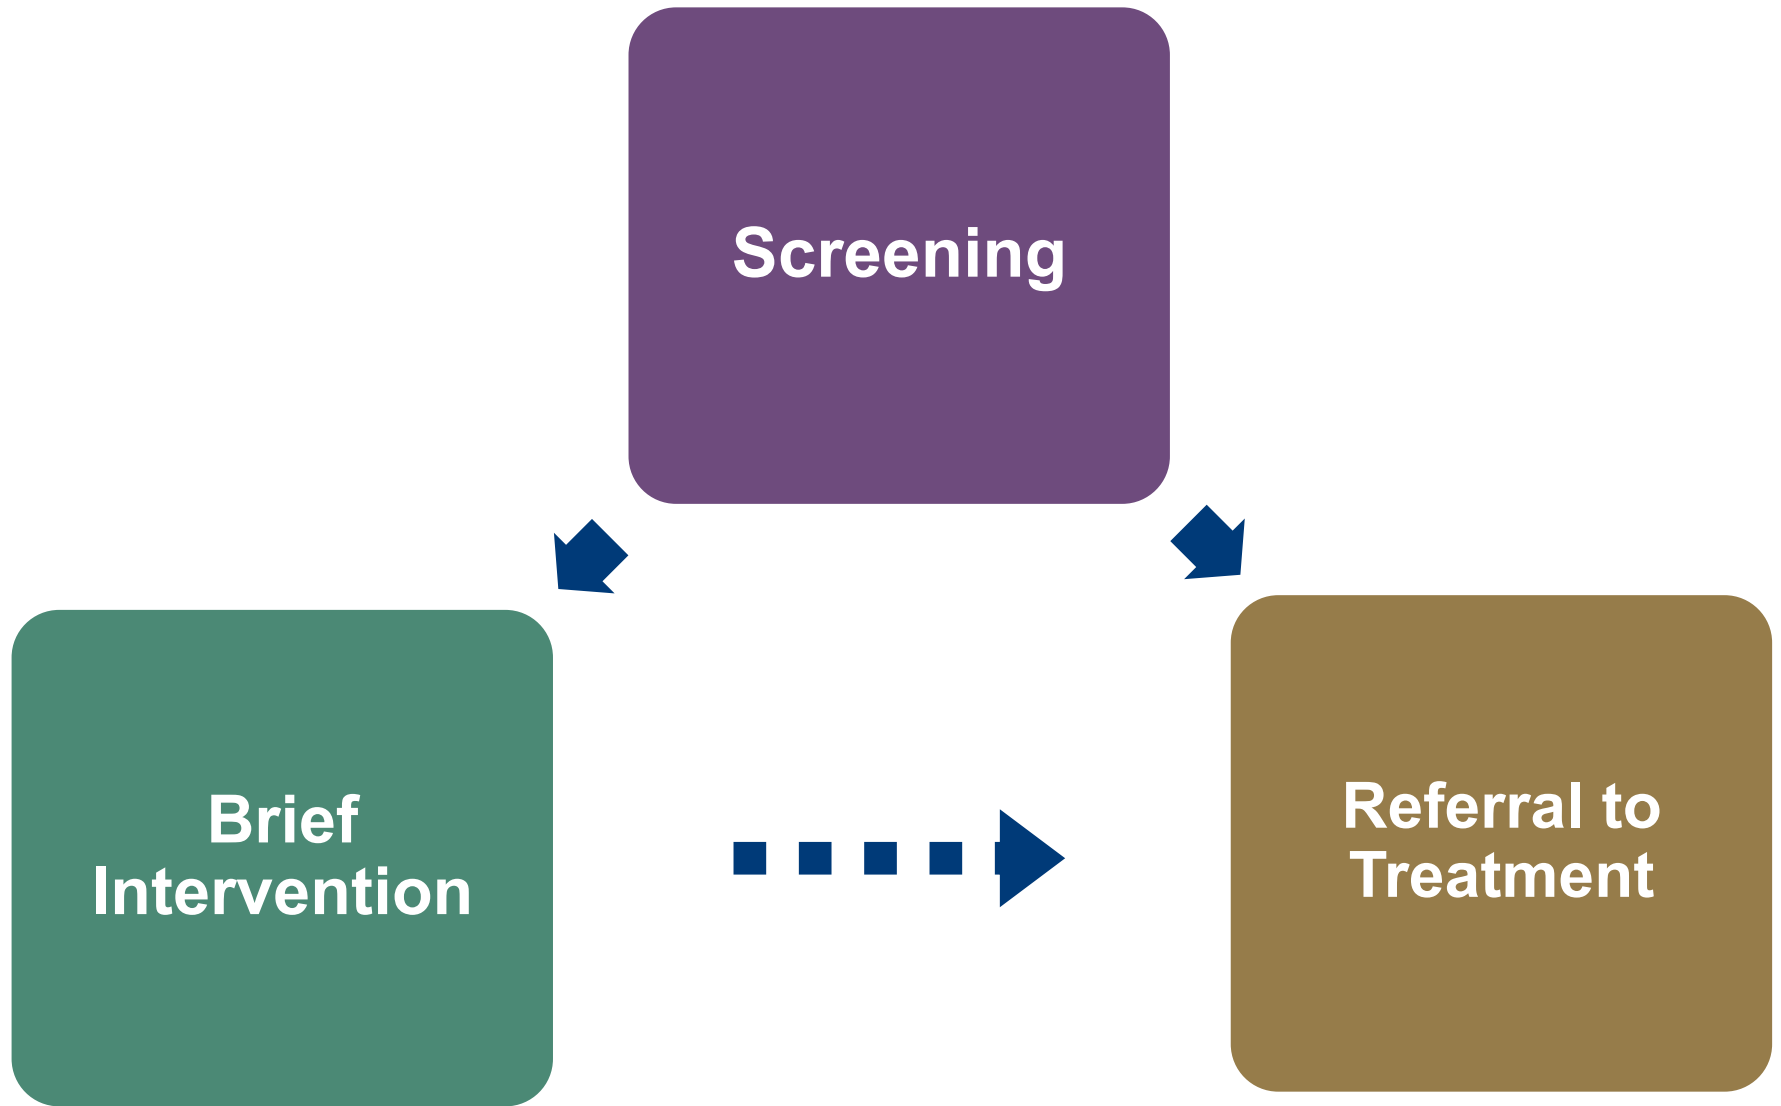 Screening
Brief
Intervention
Referral to
Treatment